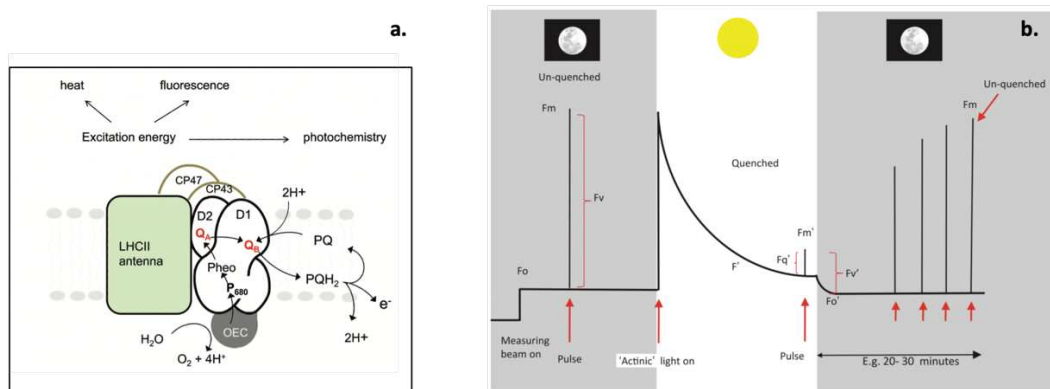 a.
heat
fluorescence
Excitation energy
photochemistry
CP47
CP43
2H+
D2
D1
QA
QB
PQ
LHCII
antenna
Pheo
P680
PQH2
e-
OEC
H2O
2H+
O2 + 4H+
b.
Un-quenched
Un-quenched
Fm
Fm
Quenched
Fv
Fm'
Fq'
Fv'
Fo
F'
Fo'
Measuring
beam on
Pulse
'Actinic' light on
Pulse
E.g. 20- 30 minutes